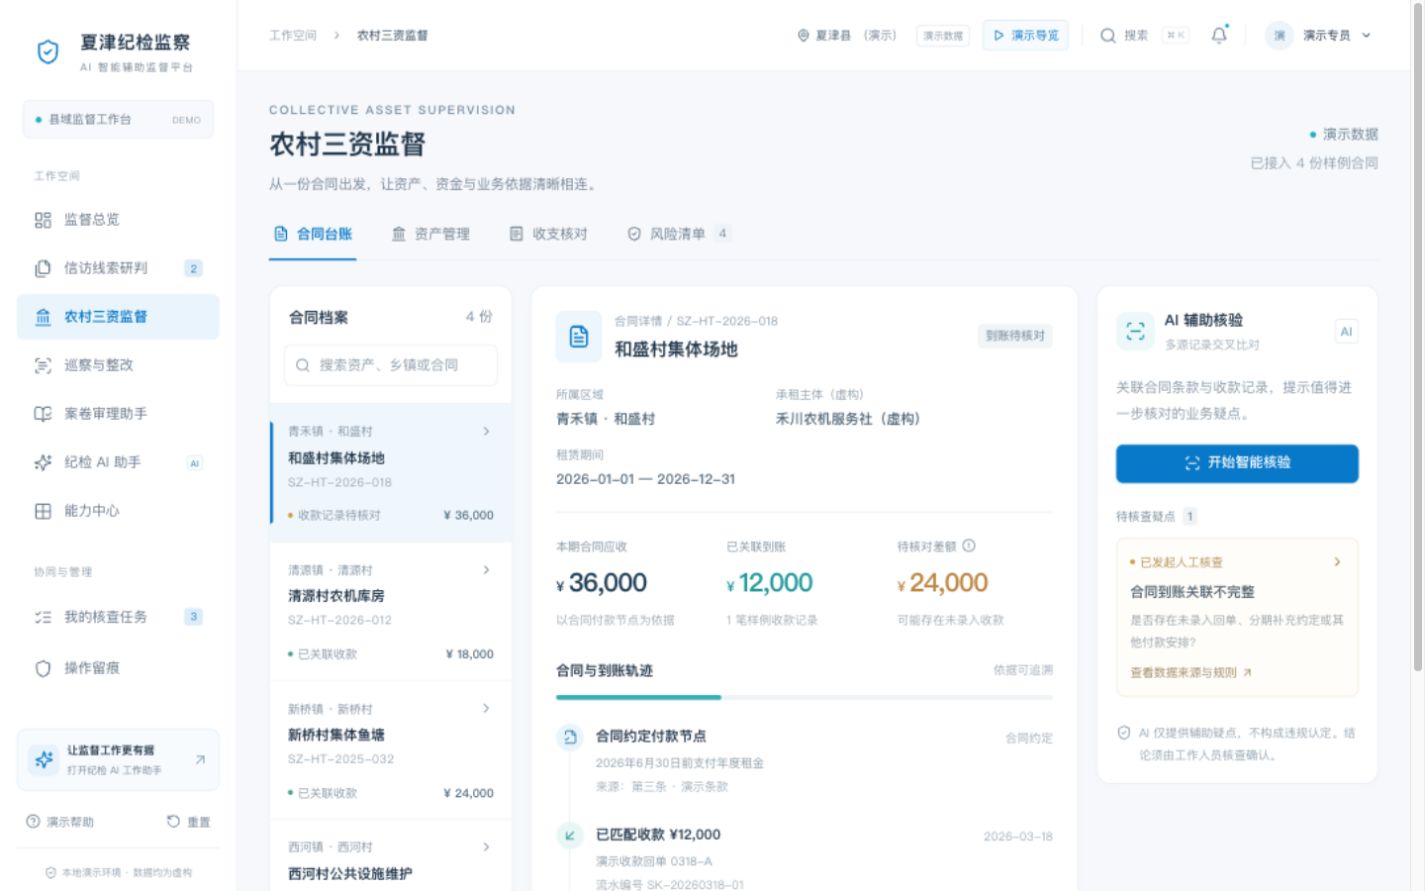 夏津纪检监察
AI 智能辅助监督平台
县域监督工作台 DEMO
工作空间
监督总览
信访线索研判 2
农村三资监督
巡察与整改
案卷审理助手
纪检 AI 助手 AI
能力中心
协同与管理
我的核查任务 3
操作留痕
让监督工作更有据
打开纪检 AI 工作助手
演示帮助 重置
本地演示环境 · 数据均为虚构
工作空间 > 农村三资监督
夏津县 (演示) 演示数据 演示导览 搜索 ⌘ K 演 演示专员
COLLECTIVE ASSET SUPERVISION
农村三资监督
从一份合同出发，让资产、资金与业务依据清晰相连。
演示数据
已接入 4 份样例合同
合同台账 资产管理 收支核对 风险清单 4
合同档案 4 份
搜索资产、乡镇或合同
青禾镇 · 和盛村
和盛村集体场地
SZ-HT-2026-018
收款记录待核对 ¥ 36,000
清源镇 · 清源村
清源村农机库房
SZ-HT-2026-012
已关联收款 ¥ 18,000
新桥镇 · 新桥村
新桥村集体鱼塘
SZ-HT-2025-032
已关联收款 ¥ 24,000
西河镇 · 西河村
西河村公共设施维护
合同详情 / SZ-HT-2026-018
和盛村集体场地
到账待核对
所属区域 承租主体（虚构）
青禾镇 · 和盛村 禾川农机服务社（虚构）
租赁期间
2026-01-01 — 2026-12-31
本期合同应收 已关联到账 待核对差额
¥ 36,000 ¥ 12,000 ¥ 24,000
以合同付款节点为依据 1 笔样例收款记录 可能存在未录入收款
合同与到账轨迹 依据可追溯
合同约定付款节点 合同约定
2026年6月30日前支付年度租金
来源：第三条 · 演示条款
已匹配收款 ¥12,000 2026-03-18
演示收款回单 0318-A
流水编号 SK-20260318-01
AI 辅助核验 AI
多源记录交叉比对
关联合同条款与收款记录，提示值得进
一步核对的业务疑点。
开始智能核验
待核查疑点 1
已发起人工核查
合同到账关联不完整
是否存在未录入回单、分期补充约定或其
他付款安排?
查看数据来源与规则
AI 仅提供辅助疑点，不构成违规认定。结
论须由工作人员核查确认。